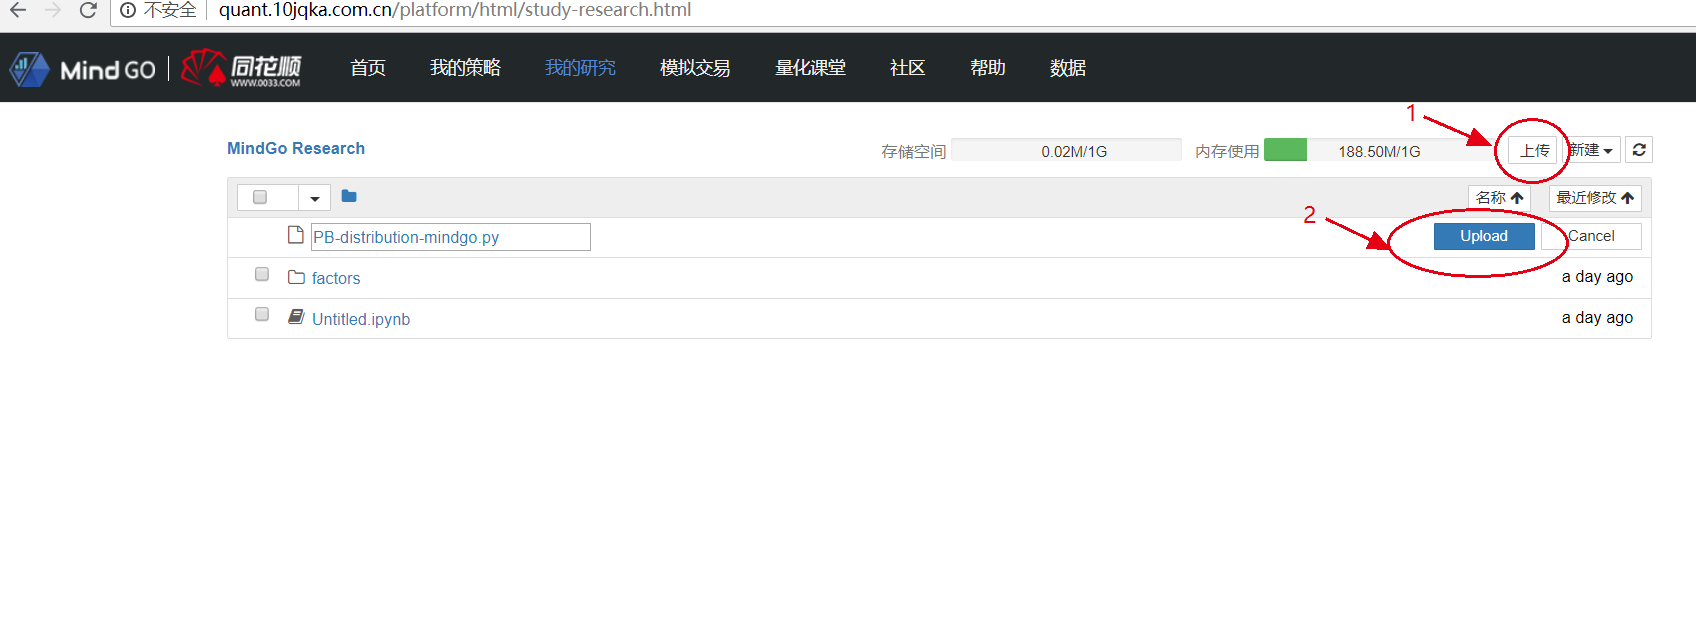 不安全 quant.10jqka.com.cn/platform/html/study-research.html
Mind GO 同花顺 首页 我的策略 我的研究 模拟交易 量化课堂 社区 帮助 数据
WWW.0033.COM
1
MindGo Research 存储空间 0.02M/1G 内存使用 188.50M/1G 上传 新建
名称 最近修改
2
PB-distribution-mindgo.py Upload Cancel
factors a day ago
Untitled.ipynb a day ago